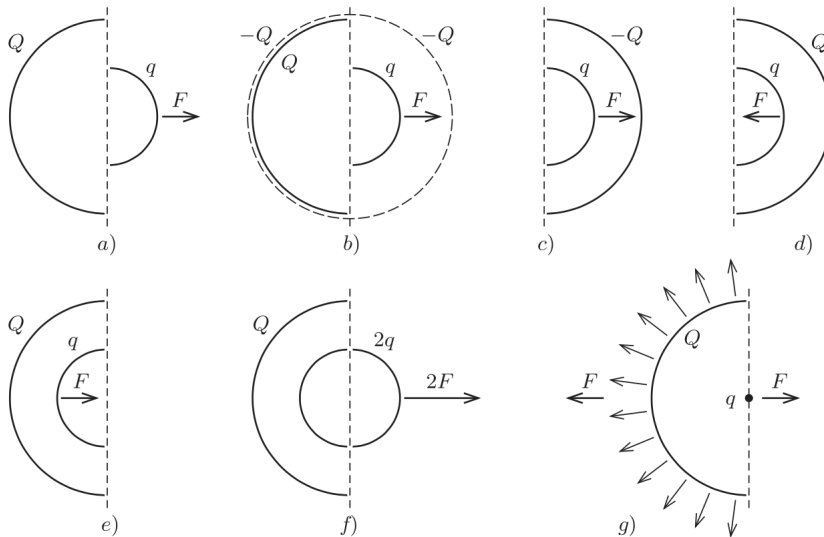 Q q F
a)
−Q −Q Q q F
b)
−Q q F
c)
Q q F
d)
Q q F
e)
Q 2q 2F
f)
Q F q F
g)